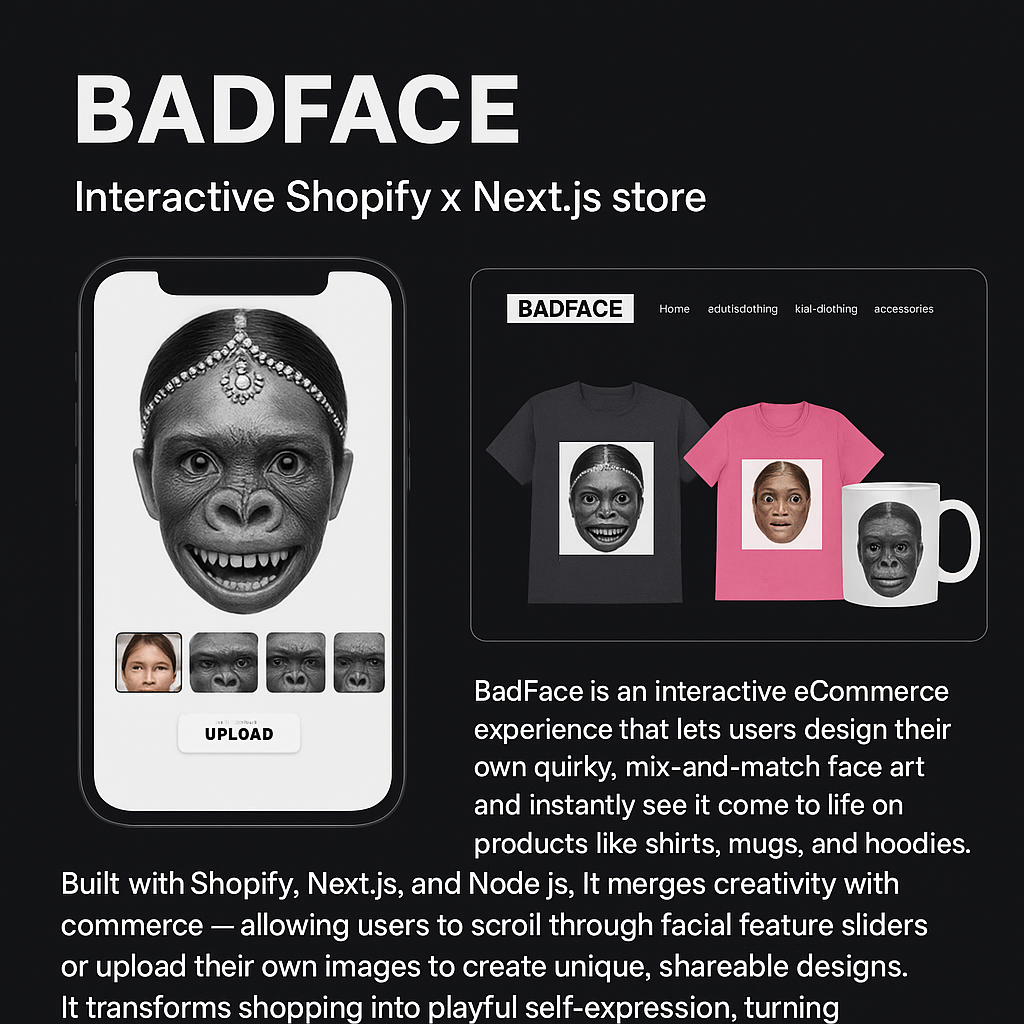 BADFACE
Interactive Shopify x Next.js store
BADFACE Home adutisdothing kial-diothing accessories
UPLOAD
BadFace is an interactive eCommerce
experience that lets users design their
own quirky, mix-and-match face art
and instantly see it come to life on
products like shirts, mugs, and hoodies.
Built with Shopify, Next.js, and Node js, It merges creativity with
commerce — allowing users to scroil through facial feature sliders
or upload their own images to create unique, shareable designs.
It transforms shopping into playful self-expression, turning